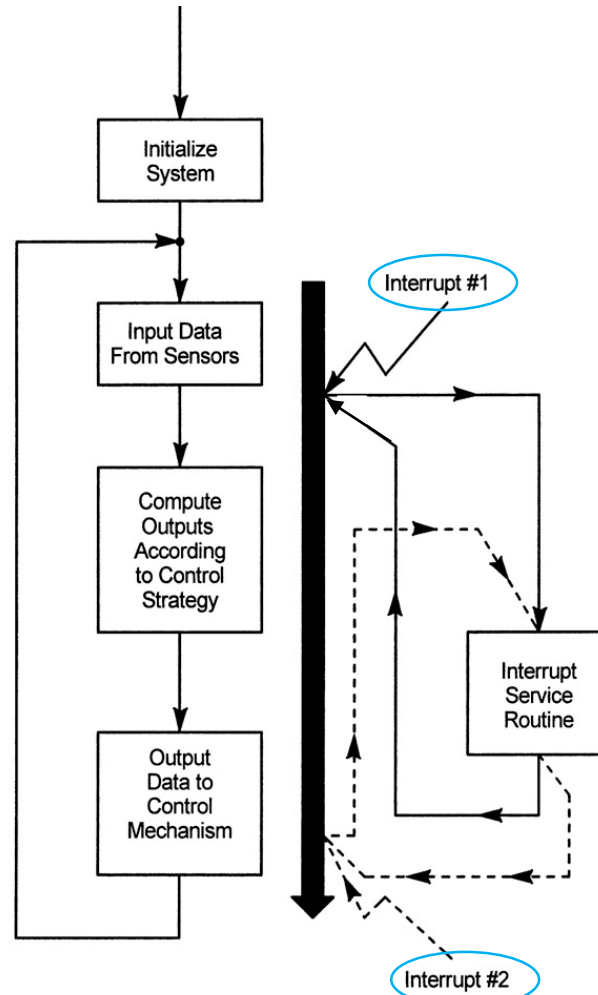 Initialize
System
Interrupt #1
Input Data
From Sensors
Compute
Outputs
According
to Control
Strategy
Interrupt
Service
Routine
Output
Data to
Control
Mechanism
Interrupt #2